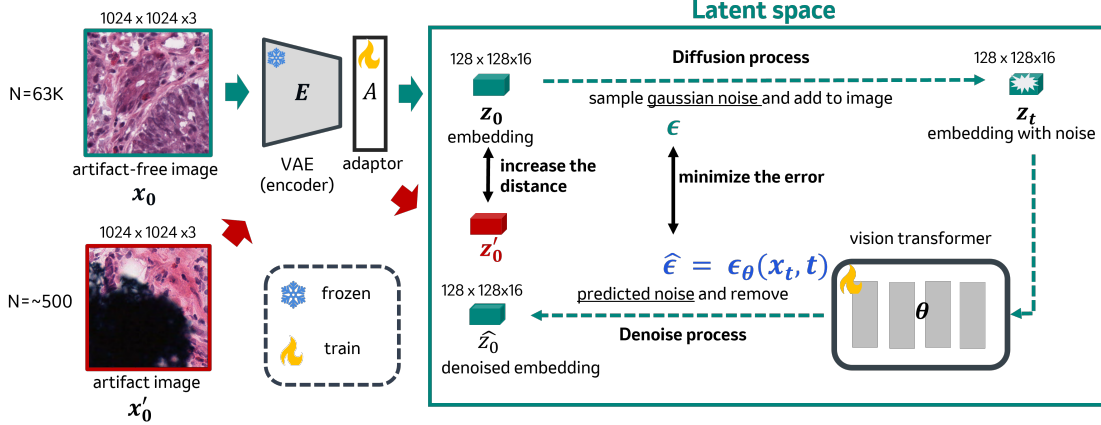 Latent space
1024 x 1024 x3
N=63K
artifact-free image
x₀
E
A
VAE
(encoder)
adaptor
128 x 128x16
z₀
embedding
Diffusion process
sample gaussian noise and add to image
128 x 128x16
zₜ
embedding with noise
ϵ
increase the
distance
minimize the error
z₀′
1024 x 1024 x3
N=~500
artifact image
x₀′
frozen
train
ϵ̂ = ϵθ(xₜ, t)
vision transformer
θ
128 x 128x16
predicted noise and remove
Denoise process
ẑ₀
denoised embedding